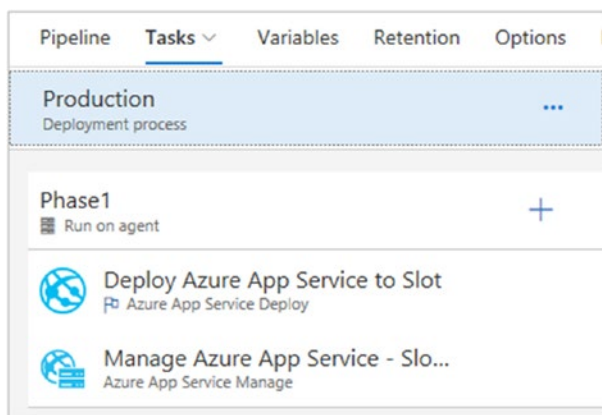 Pipeline Tasks Variables Retention Options
Production
Deployment process
Phase1
Run on agent
Deploy Azure App Service to Slot
Azure App Service Deploy
Manage Azure App Service - Slo...
Azure App Service Manage